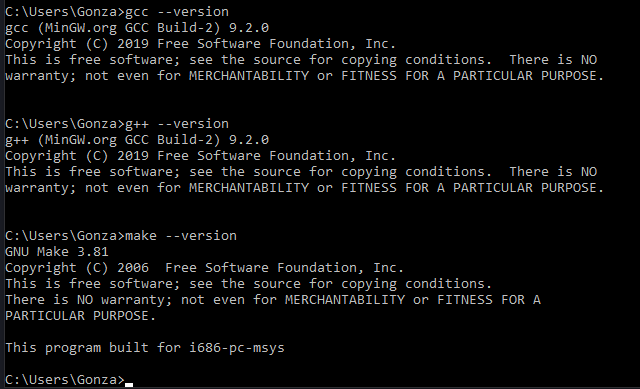 C:\Users\Gonza>gcc --version
gcc (MinGW.org GCC Build-2) 9.2.0
Copyright (C) 2019 Free Software Foundation, Inc.
This is free software; see the source for copying conditions.  There is NO
warranty; not even for MERCHANTABILITY or FITNESS FOR A PARTICULAR PURPOSE.
C:\Users\Gonza>g++ --version
g++ (MinGW.org GCC Build-2) 9.2.0
Copyright (C) 2019 Free Software Foundation, Inc.
This is free software; see the source for copying conditions.  There is NO
warranty; not even for MERCHANTABILITY or FITNESS FOR A PARTICULAR PURPOSE.
C:\Users\Gonza>make --version
GNU Make 3.81
Copyright (C) 2006  Free Software Foundation, Inc.
This is free software; see the source for copying conditions.
There is NO warranty; not even for MERCHANTABILITY or FITNESS FOR A
PARTICULAR PURPOSE.
This program built for i686-pc-msys
C:\Users\Gonza>